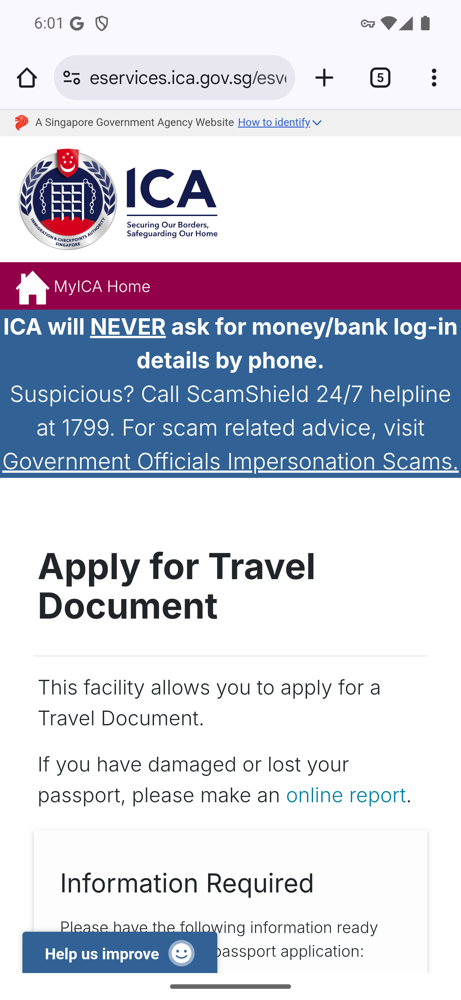 6:01
eservices.ica.gov.sg/esv
5
A Singapore Government Agency Website How to identify
IMMIGRATION & CHECKPOINTS AUTHORITY
SINGAPORE
ICA
Securing Our Borders,
Safeguarding Our Home
MyICA Home
ICA will NEVER ask for money/bank log-in
details by phone.
Suspicious? Call ScamShield 24/7 helpline
at 1799. For scam related advice, visit
Government Officials Impersonation Scams.
Apply for Travel
Document
This facility allows you to apply for a
Travel Document.
If you have damaged or lost your
passport, please make an online report.
Information Required
Please have the following information ready
passport application:
Help us improve